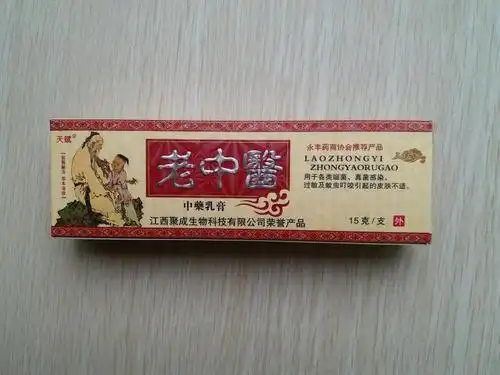 天赋®
老中醫
中藥乳膏
江西聚成生物科技有限公司荣誉产品
永丰药商协会推荐产品
LAOZHONGYI
ZHONGYAORUGAO
用于各类细菌、真菌感染,
过敏及蚊虫叮咬引起的皮肤不适。
15克/支
外